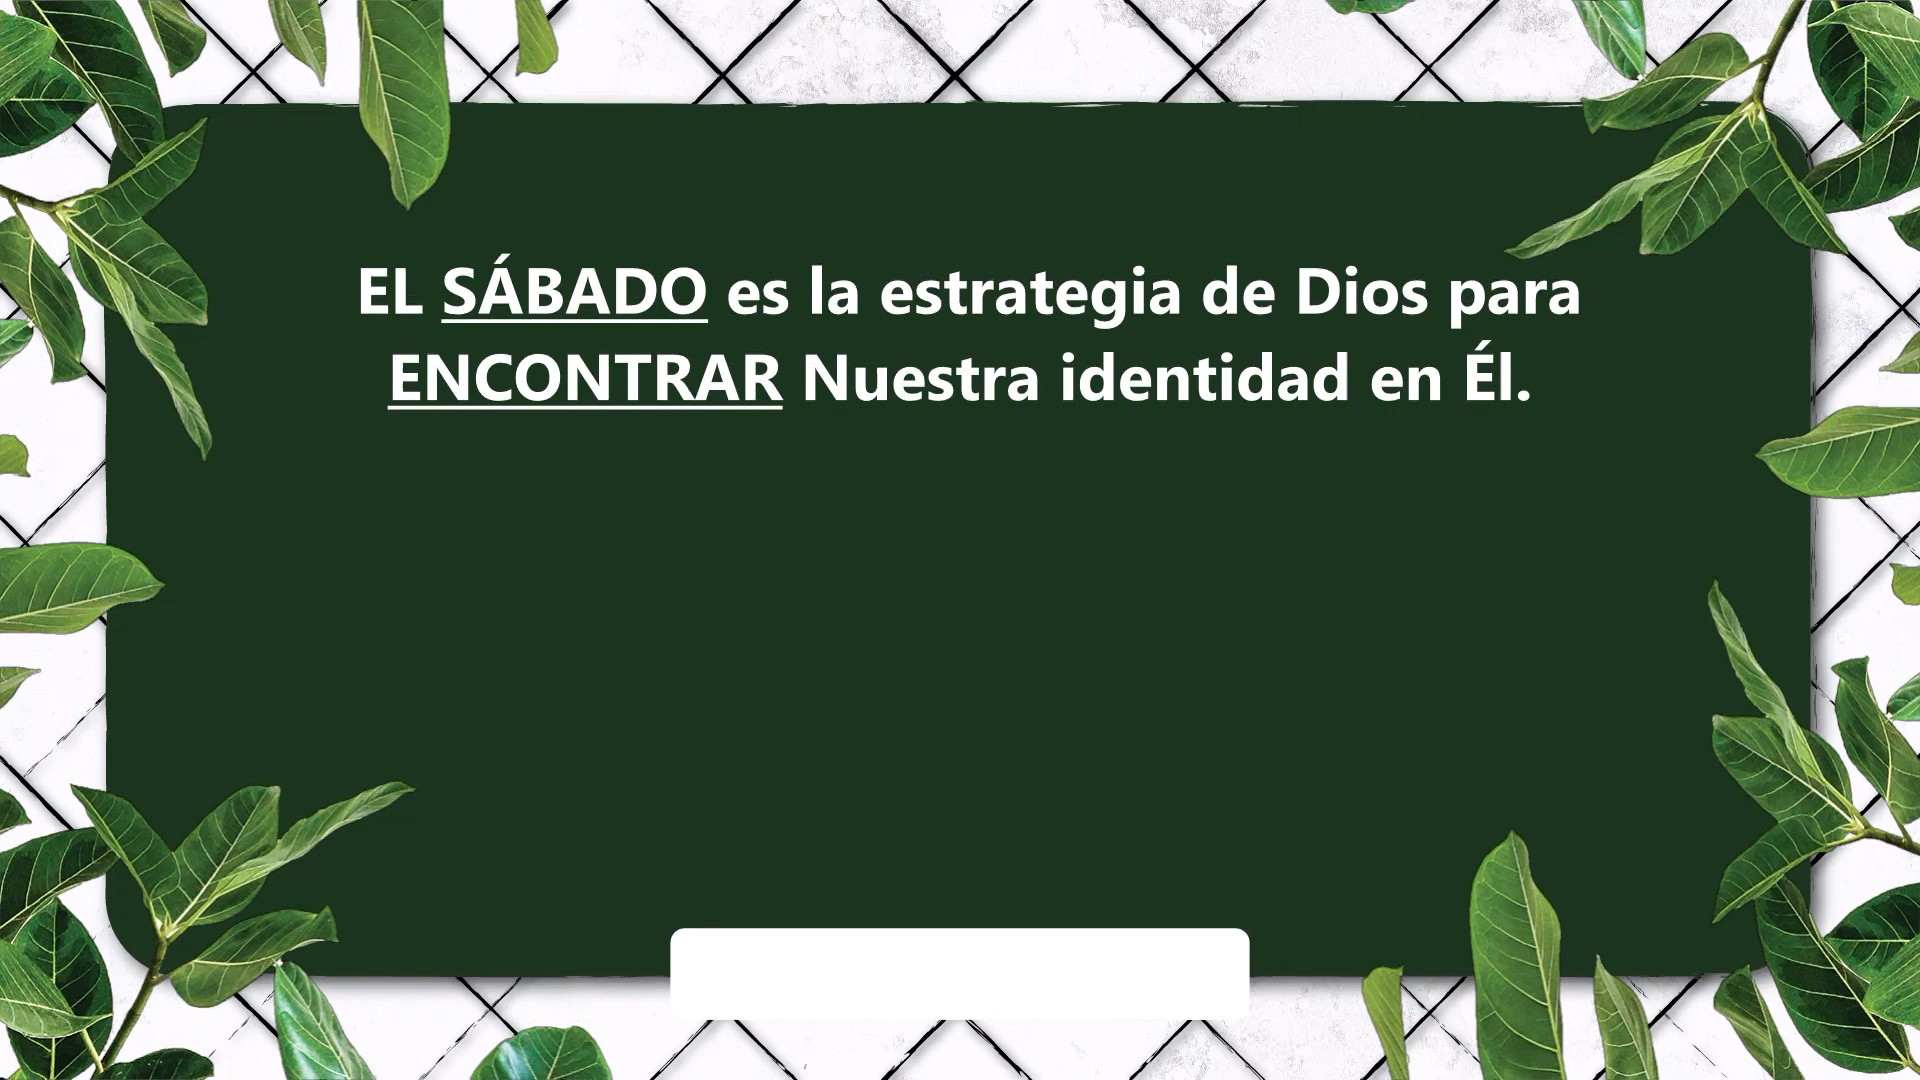 EL SÁBADO es la estrategia de Dios para
ENCONTRAR Nuestra identidad en Él.